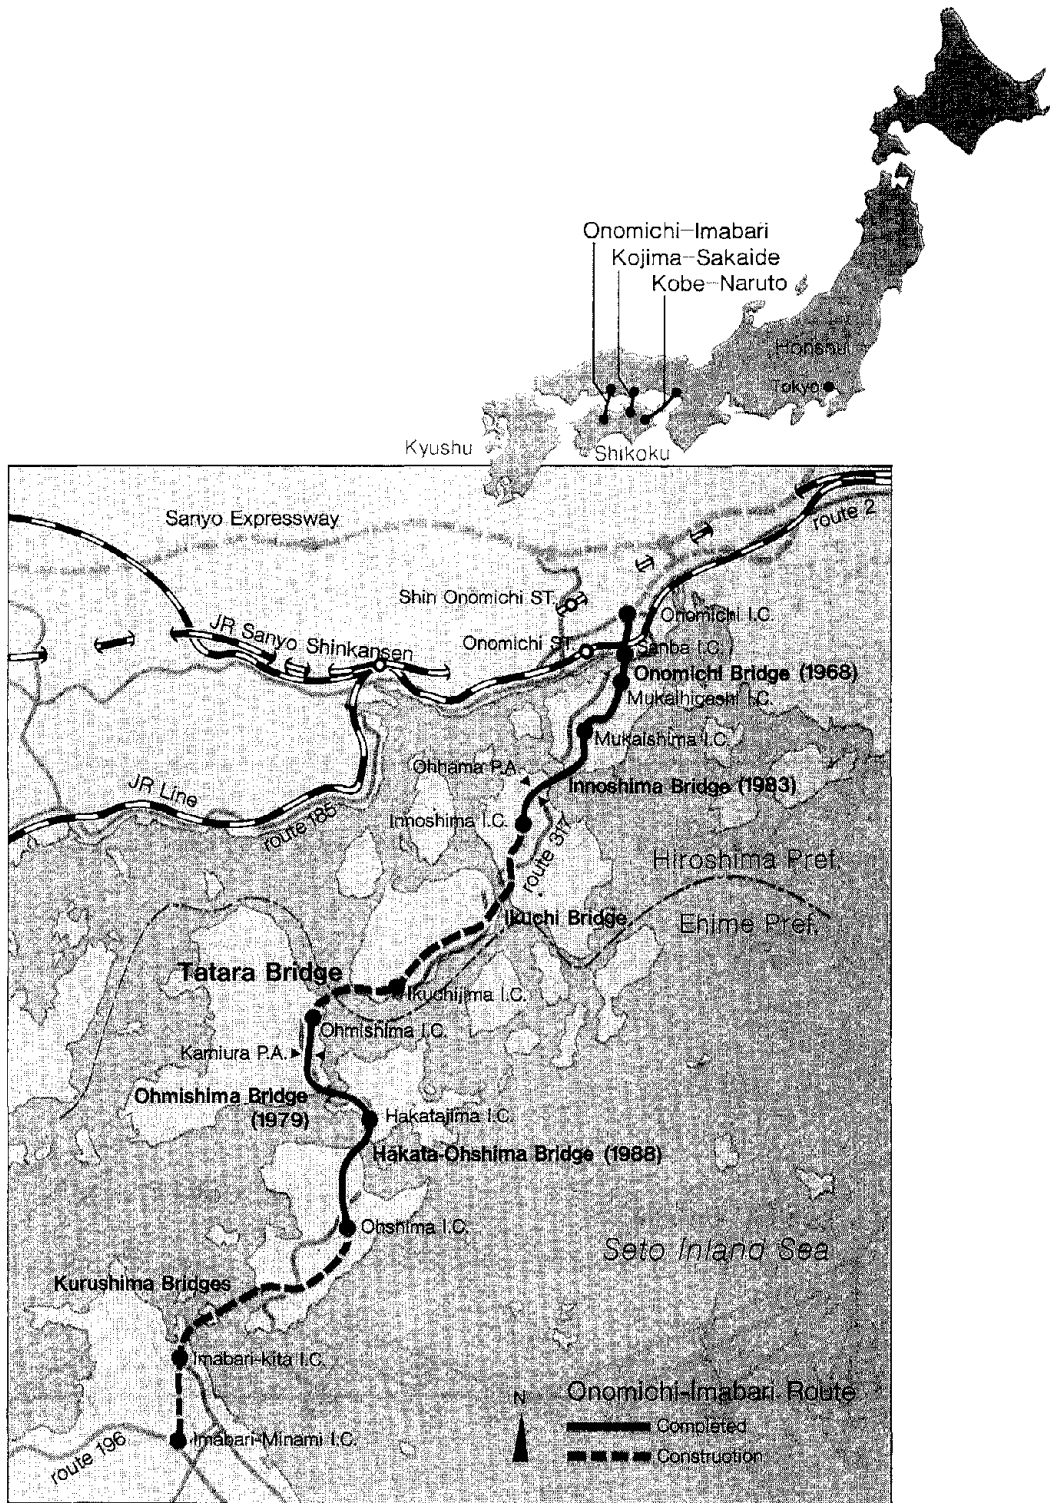 Onomichi-Imabari
Kojima-Sakaide
Kobe-Naruto
Honshu
Tokyo
Kyushu
Shikoku
Sanyo Expressway
route 2
Shin Onomichi ST.
Onomichi I.C.
JR Sanyo Shinkansen
Onomichi ST.
Sanba I.C.
Onomichi Bridge (1968)
Mukaihigashi I.C.
Mukaishima I.C.
Ohhama P.A.
Innoshima Bridge (1983)
JR Line
route 185
Innoshima I.C.
route 317
Hiroshima Pref.
Ikuchi Bridge
Ehime Pref.
Tatara Bridge
Ikuchijima I.C.
Ohmishima I.C.
Kamiura P.A.
Ohmishima Bridge
(1979)
Hakatajima I.C.
Hakata-Ohshima Bridge (1988)
Ohshima I.C.
Seto Inland Sea
Kurushima Bridges
Imabari-kita I.C.
N
Onomichi-Imabari Route
Completed
Construction
Imabari-Minami I.C.
route 196